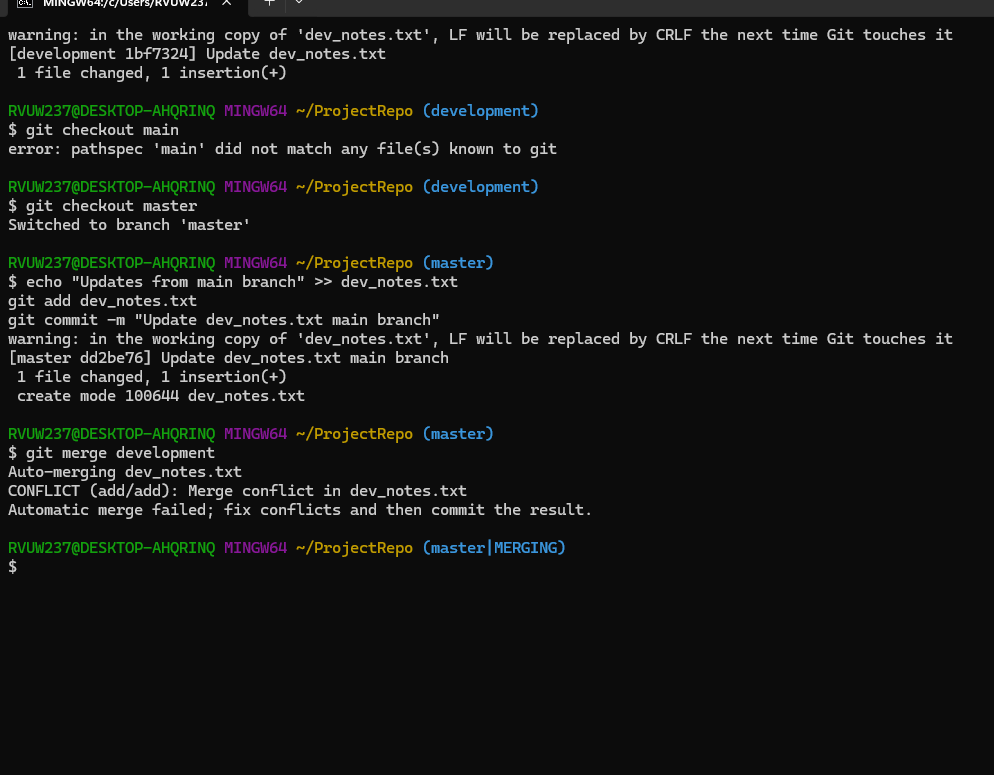 MINGW64:/c/Users/RVUW237
warning: in the working copy of 'dev_notes.txt', LF will be replaced by CRLF the next time Git touches it
[development 1bf7324] Update dev_notes.txt
 1 file changed, 1 insertion(+)
RVUW237@DESKTOP-AHQRINQ MINGW64 ~/ProjectRepo (development)
$ git checkout main
error: pathspec 'main' did not match any file(s) known to git
RVUW237@DESKTOP-AHQRINQ MINGW64 ~/ProjectRepo (development)
$ git checkout master
Switched to branch 'master'
RVUW237@DESKTOP-AHQRINQ MINGW64 ~/ProjectRepo (master)
$ echo "Updates from main branch" >> dev_notes.txt
git add dev_notes.txt
git commit -m "Update dev_notes.txt main branch"
warning: in the working copy of 'dev_notes.txt', LF will be replaced by CRLF the next time Git touches it
[master dd2be76] Update dev_notes.txt main branch
 1 file changed, 1 insertion(+)
 create mode 100644 dev_notes.txt
RVUW237@DESKTOP-AHQRINQ MINGW64 ~/ProjectRepo (master)
$ git merge development
Auto-merging dev_notes.txt
CONFLICT (add/add): Merge conflict in dev_notes.txt
Automatic merge failed; fix conflicts and then commit the result.
RVUW237@DESKTOP-AHQRINQ MINGW64 ~/ProjectRepo (master|MERGING)
$